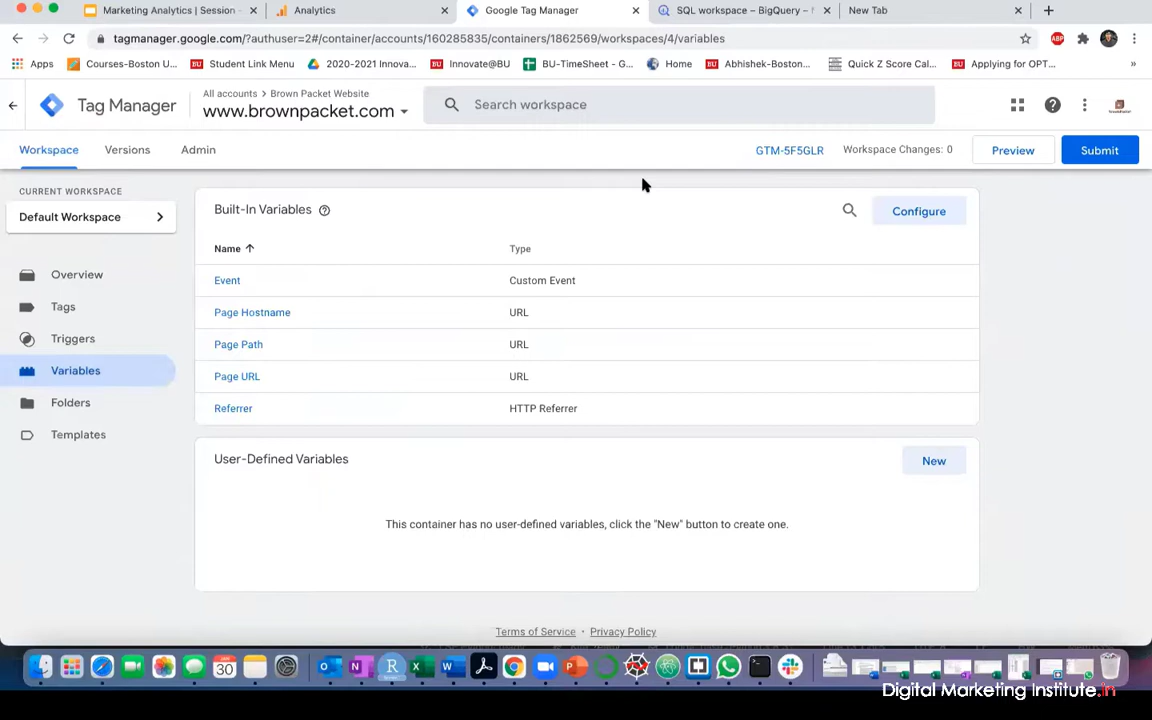 Marketing Analytics | Session -
Analytics
Google Tag Manager
SQL workspace – BigQuery – f
New Tab
tagmanager.google.com/?authuser=2#/container/accounts/160285835/containers/1862569/workspaces/4/variables
ABP
Apps
Courses-Boston U...
BU
Student Link Menu
2020-2021 Innova...
BU
Innovate@BU
BU-TimeSheet - G...
Home
BU
Abhishek-Boston...
Quick Z Score Cal...
BU
Applying for OPT...
»
Tag Manager
All accounts > Brown Packet Website
www.brownpacket.com
Search workspace
Workspace
Versions
Admin
GTM-5F5GLR
Workspace Changes: 0
Preview
Submit
CURRENT WORKSPACE
Default Workspace
Overview
Tags
Triggers
Variables
Folders
Templates
Built-In Variables
Configure
Name
Type
Event
Custom Event
Page Hostname
URL
Page Path
URL
Page URL
URL
Referrer
HTTP Referrer
User-Defined Variables
New
This container has no user-defined variables, click the "New" button to create one.
Terms of Service · Privacy Policy
30
Digital Marketing Institute.in